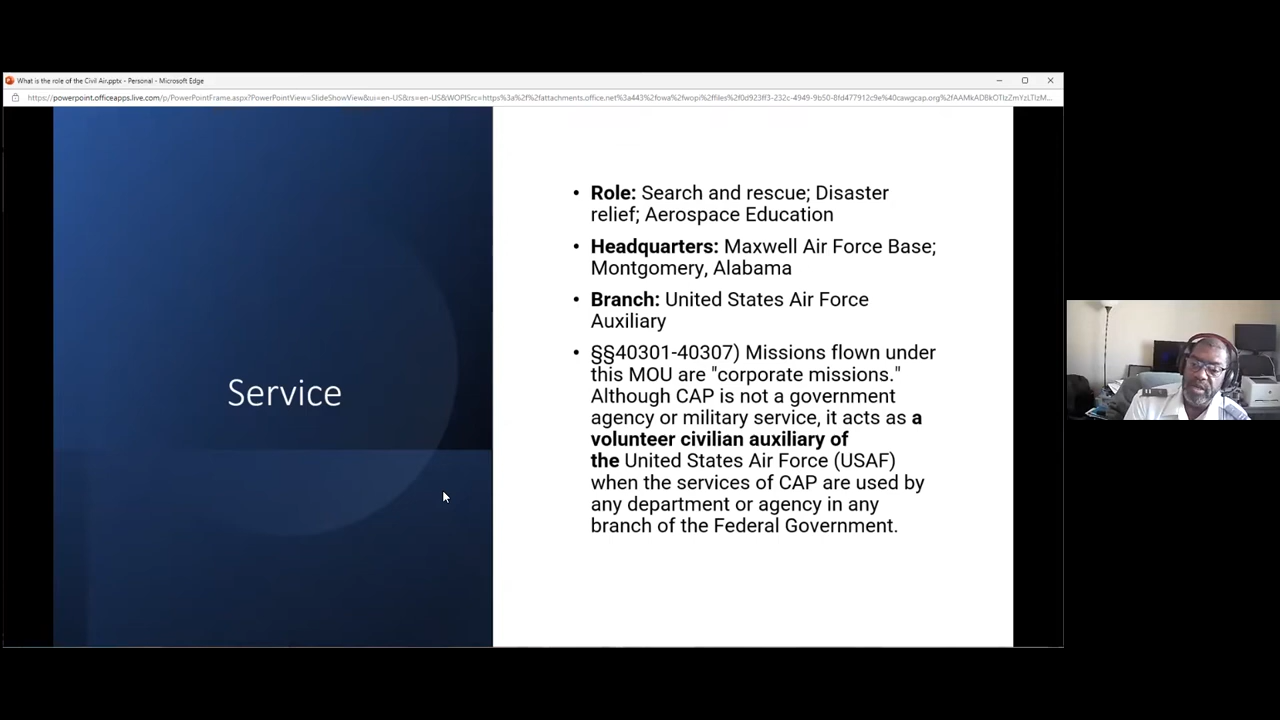 What is the role of the Civil Air.pptx - Personal - Microsoft Edge
Service
• Role: Search and rescue; Disaster
relief; Aerospace Education
• Headquarters: Maxwell Air Force Base;
Montgomery, Alabama
• Branch: United States Air Force
Auxiliary
• §§40301-40307) Missions flown under
this MOU are "corporate missions."
Although CAP is not a government
agency or military service, it acts as a
volunteer civilian auxiliary of
the United States Air Force (USAF)
when the services of CAP are used by
any department or agency in any
branch of the Federal Government.